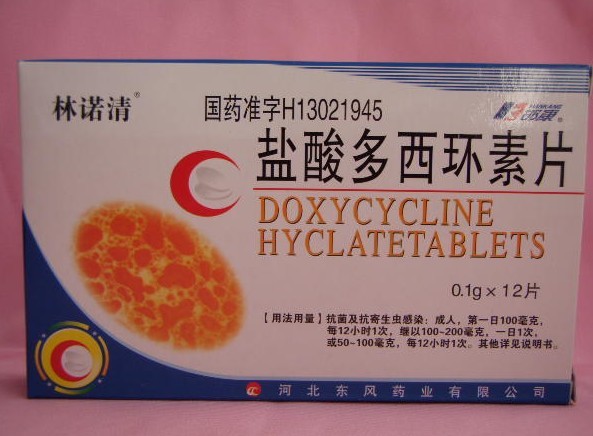 林诺清®
国药准字H13021945
盐酸多西环素片
DOXYCYCLINE
HYCLATETABLETS
0.1g×12片
【用法用量】抗菌及抗寄生虫感染：成人，第一日100毫克，
每12小时1次，继以100~200毫克，一日1次，
或50~100毫克，每12小时1次。其他详见说明书。
河北东风药业有限公司